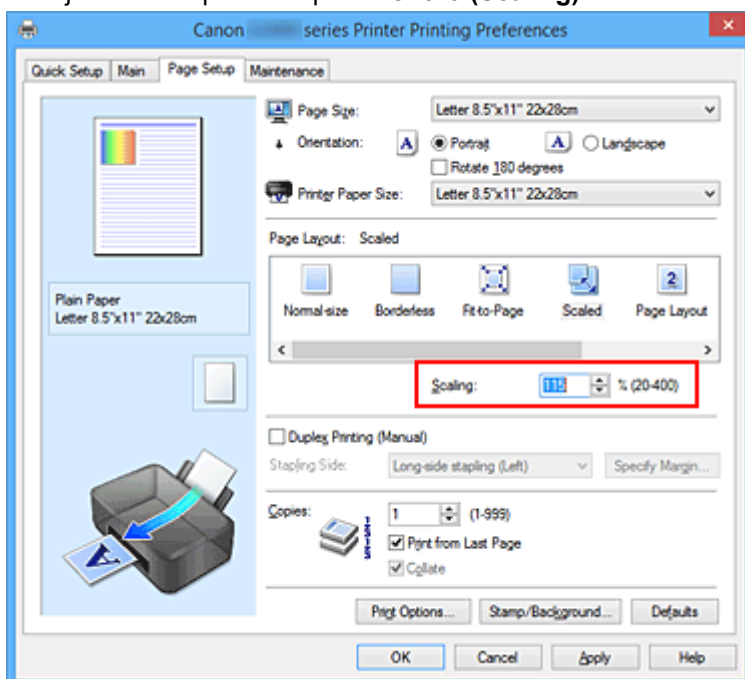 (Scaling)
Canon series Printer Printing Preferences
Quick Setup Main Page Setup Maintenance
Page Size: Letter 8.5"x11" 22x28cm
Orientation: A Portrait A Landscape
Rotate 180 degrees
Printer Paper Size: Letter 8.5"x11" 22x28cm
Page Layout: Scaled
Normal-size Borderless Fit-to-Page Scaled 2 Page Layout
Plain Paper
Letter 8.5"x11" 22x28cm
Scaling: 115 % (20-400)
Duplex Printing (Manual)
Stapling Side: Long-side stapling (Left) Specify Margin...
Copies: 1 (1-999)
Print from Last Page
Collate
A
Print Options... Stamp/Background... Defaults
OK Cancel Apply Help